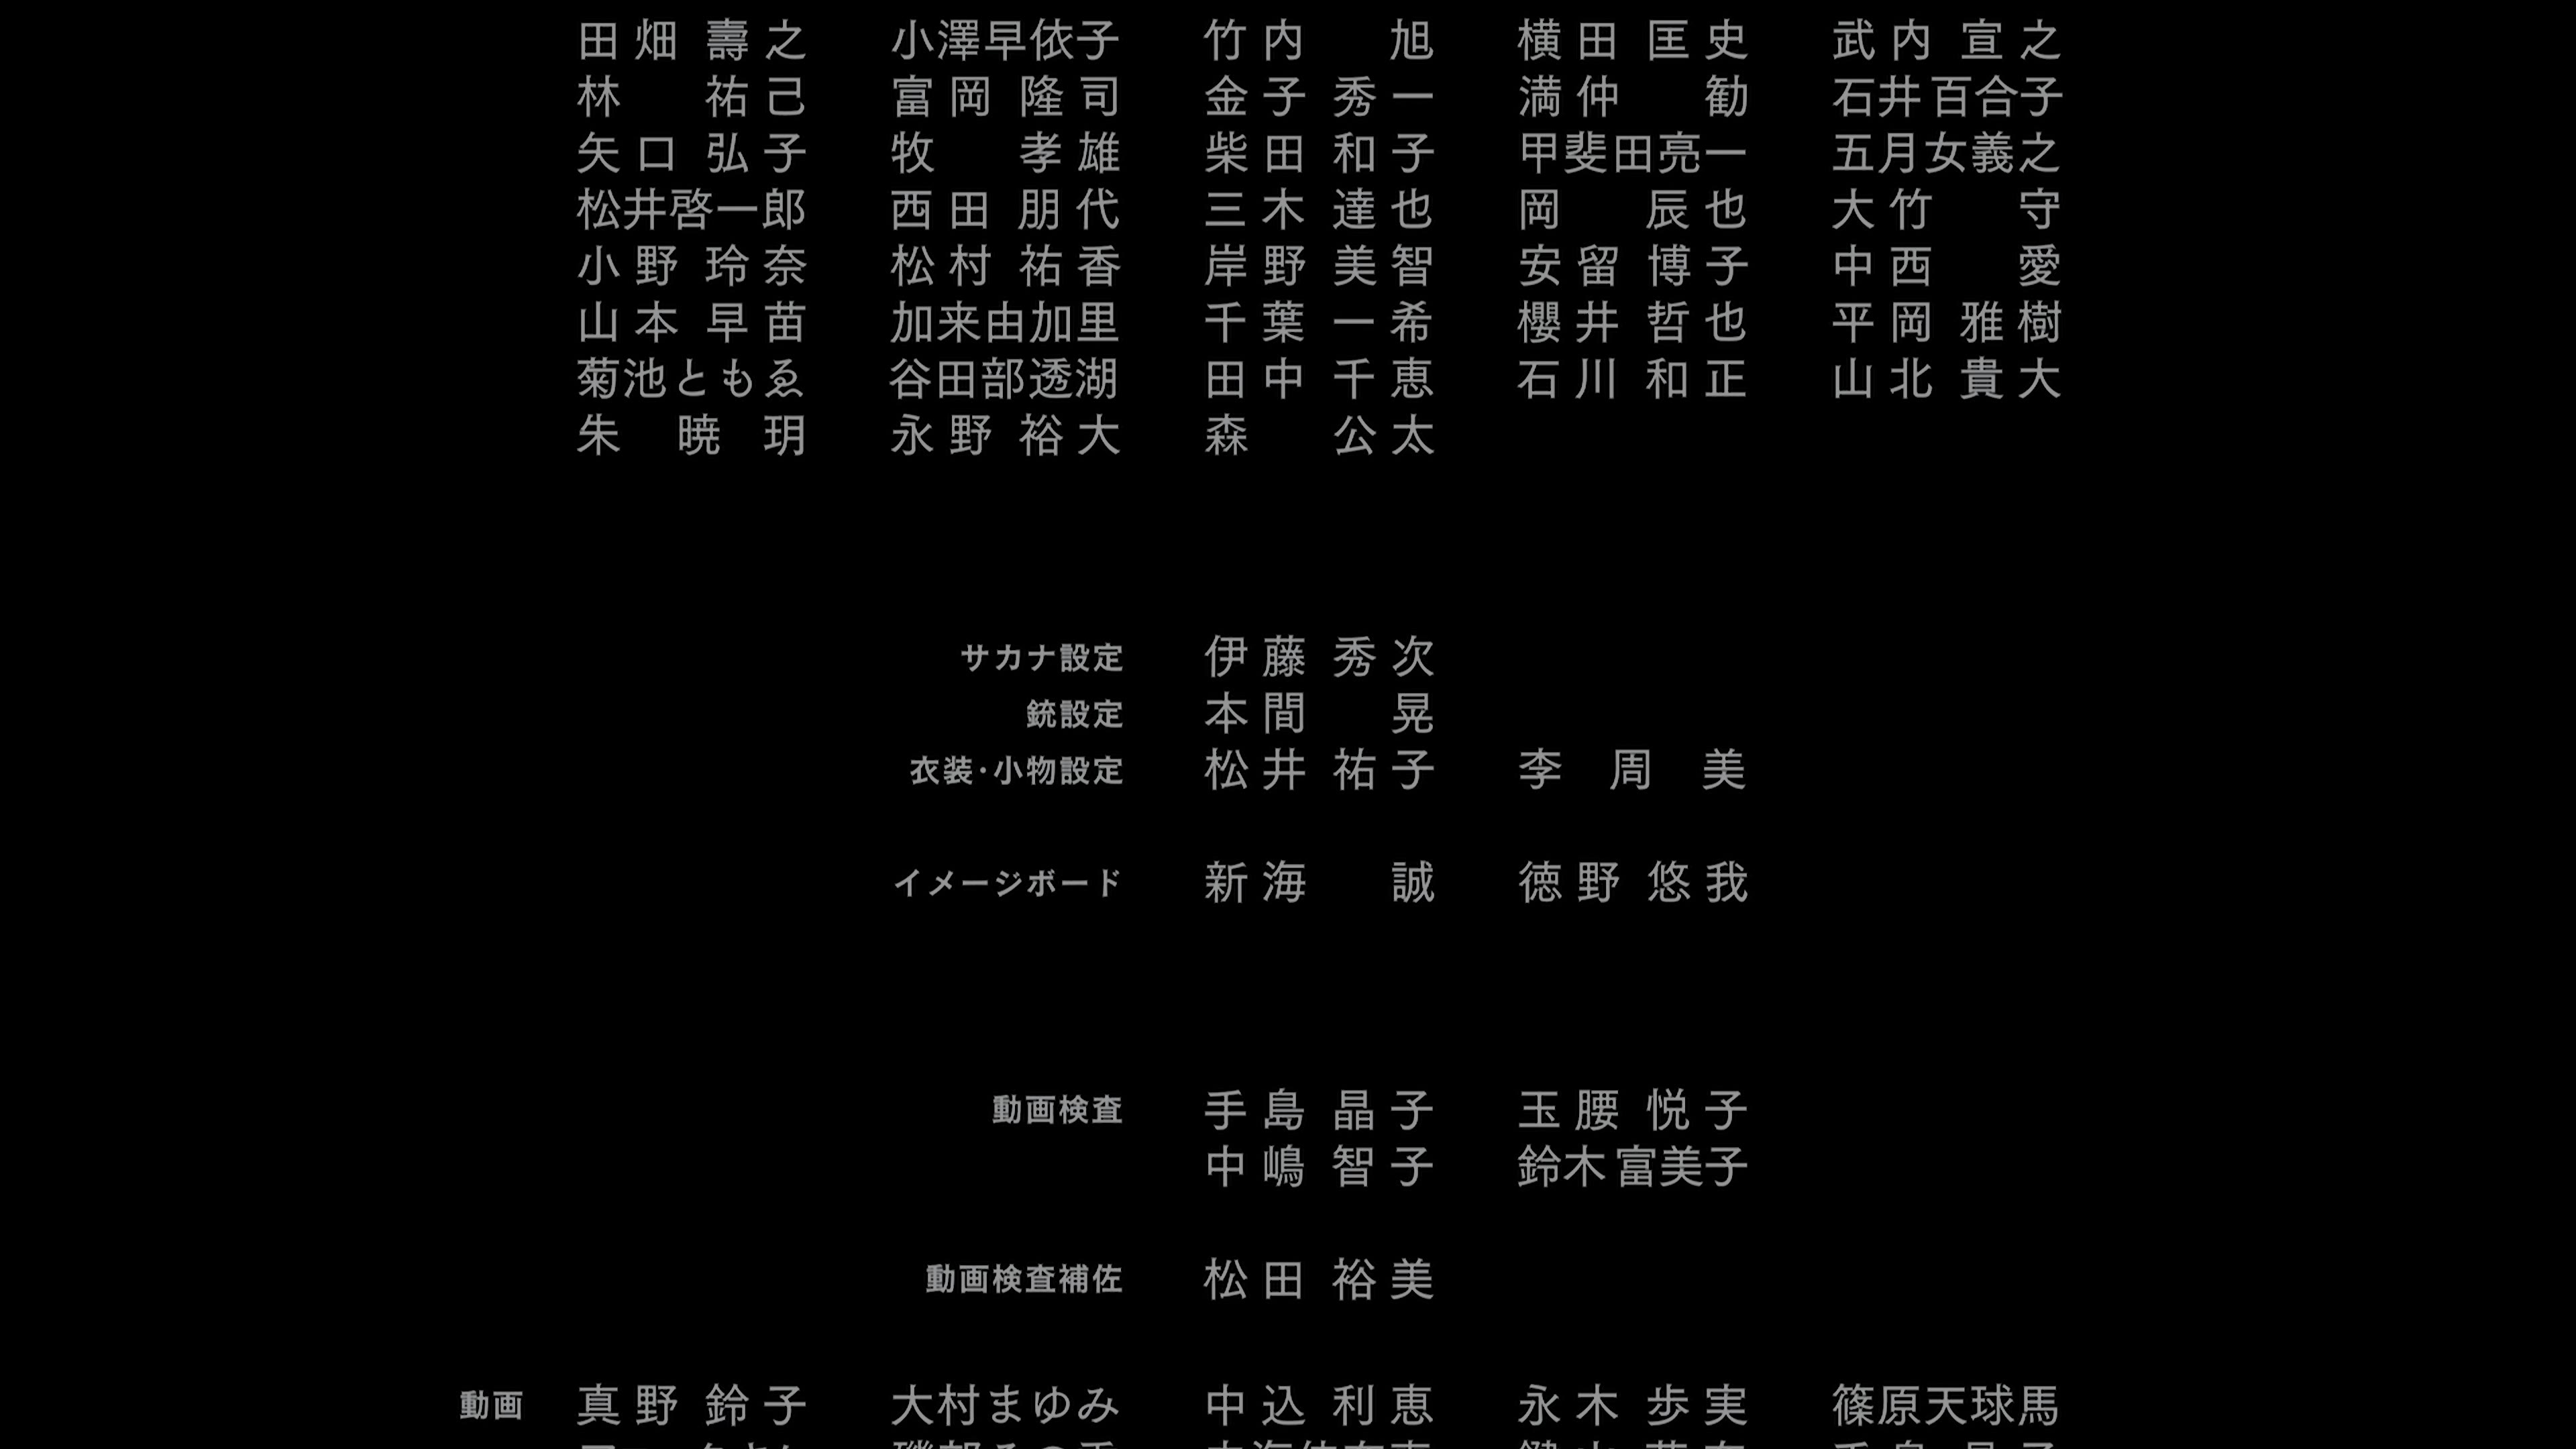 田畑 壽之 小澤早依子 竹内 旭 横田 匡史 武内 宣之
林 祐己 富岡 隆司 金子 秀一 満仲 勧 石井百合子
矢口 弘子 牧 孝雄 柴田 和子 甲斐田亮一 五月女義之
松井啓一郎 西田 朋代 三木 達也 岡 辰也 大竹 守
小野 玲奈 松村 祐香 岸野 美智 安留 博子 中西 愛
山本 早苗 加来由加里 千葉 一希 櫻井 哲也 平岡 雅樹
菊池ともゑ 谷田部透湖 田中 千恵 石川 和正 山北 貴大
朱 暁 玥 永野 裕大 森 公太
サカナ設定 伊藤 秀次
銃設定 本間 晃
衣装・小物設定 松井 祐子 李 周 美
イメージボード 新海 誠 徳野 悠我
動画検査 手島 晶子 玉腰 悦子
中嶋 智子 鈴木富美子
動画検査補佐 松田 裕美
動画 真野 鈴子 大村まゆみ 中込 利恵 永木 歩実 篠原天球馬